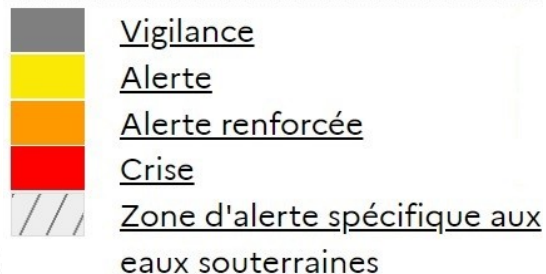 Vigilance
Alerte
Alerte renforcée
Crise
Zone d'alerte spécifique aux
eaux souterraines